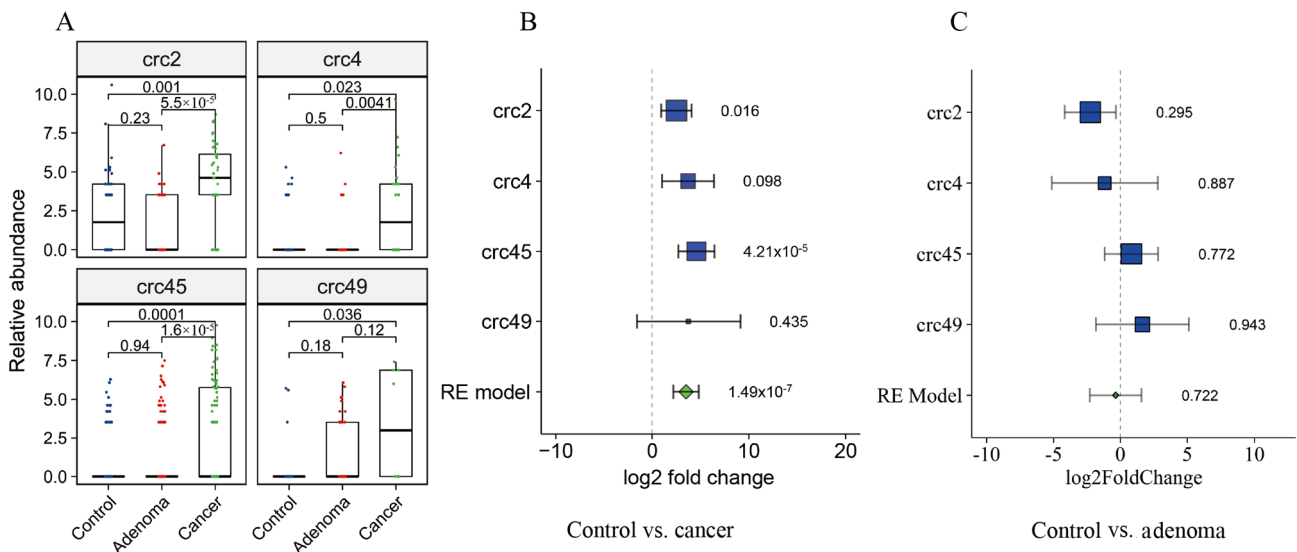 A
Relative abundance
crc2
10.0
7.5
5.0
2.5
0.0
0.001
5.5×10-5
0.23
crc4
0.023
0.0041
0.5
crc45
10.0
7.5
5.0
2.5
0.0
0.0001
1.6×10-5
0.94
crc49
0.036
0.12
0.18
Control
Adenoma
Cancer
Control
Adenoma
Cancer
B
crc2
0.016
crc4
0.098
crc45
4.21x10-5
crc49
0.435
RE model
1.49x10-7
−10
0
10
20
log2 fold change
Control vs. cancer
C
crc2
0.295
crc4
0.887
crc45
0.772
crc49
0.943
RE Model
0.722
−10
−5
0
5
10
log2FoldChange
Control vs. adenoma